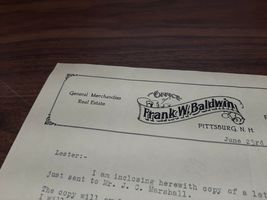 OFFICE
General Merchandise
Real Estate
Frank W. Baldwin
PITTSBURG, N. H.
June 23rd
Lester:-
I am inclosing herewith copy of a let
just sent to Mr. J. C. Marshall.
The copy will
I will